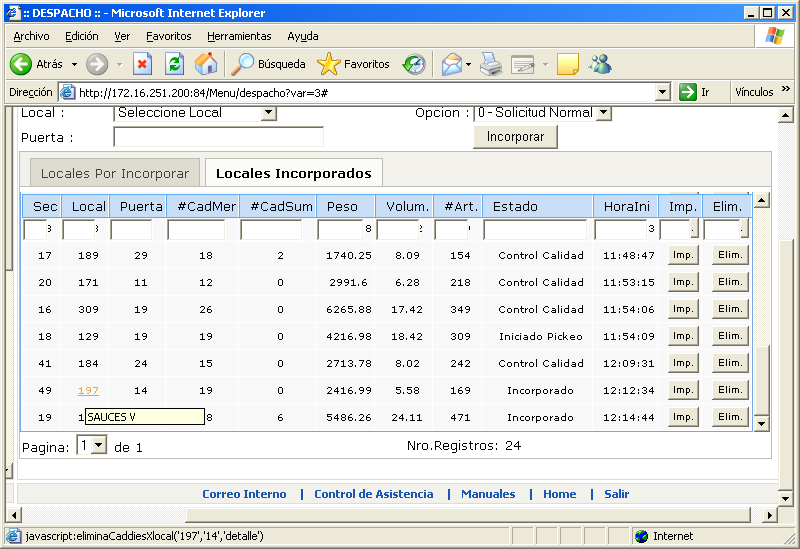 :: DESPACHO :: - Microsoft Internet Explorer
Archivo Edición Ver Favoritos Herramientas Ayuda
Atrás Búsqueda Favoritos
Dirección http://172.16.251.200:84/Menu/despacho?var=3# Ir Vínculos »
Local : Seleccione Local Opcion : 0 - Solicitud Normal
Puerta : Incorporar
Locales Por Incorporar Locales Incorporados
Sec Local Puerta #CadMer #CadSum Peso Volum. #Art. Estado HoraIni Imp. Elim.
8 3
17 189 29 18 2 1740.25 8.09 154 Control Calidad 11:48:47 Imp. Elim.
20 171 11 12 0 2991.6 6.28 218 Control Calidad 11:53:15 Imp. Elim.
16 309 19 26 0 6265.88 17.42 349 Control Calidad 11:54:06 Imp. Elim.
18 129 19 19 0 4216.98 18.42 309 Iniciado Pickeo 11:54:09 Imp. Elim.
41 184 24 15 0 2713.78 8.02 242 Control Calidad 12:09:31 Imp. Elim.
49 197 14 19 0 2416.99 5.58 169 Incorporado 12:12:34 Imp. Elim.
19 1 SAUCES V 8 6 5486.26 24.11 471 Incorporado 12:14:44 Imp. Elim.
Pagina: 1 de 1 Nro.Registros: 24
Correo Interno | Control de Asistencia | Manuales | Home | Salir
javascript:eliminaCaddiesXlocal('197','14','detalle') Internet